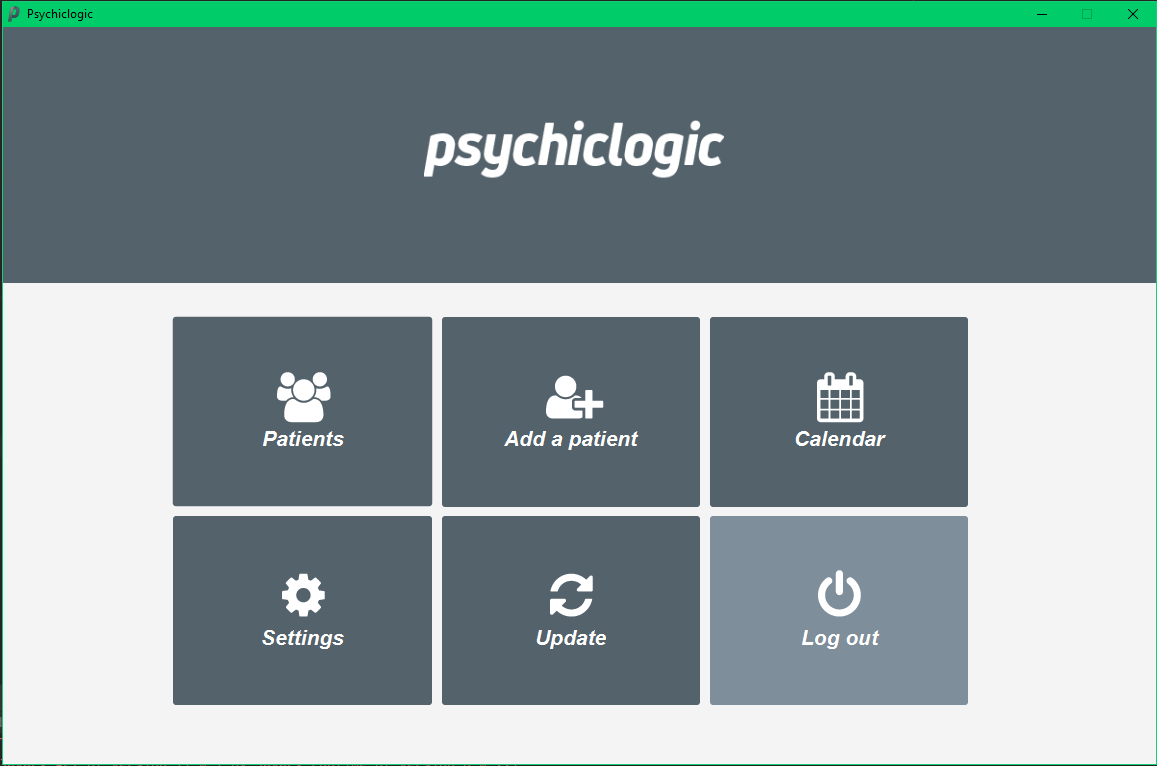 Psychiclogic
psychiclogic
Patients
Add a patient
Calendar
Settings
Update
Log out